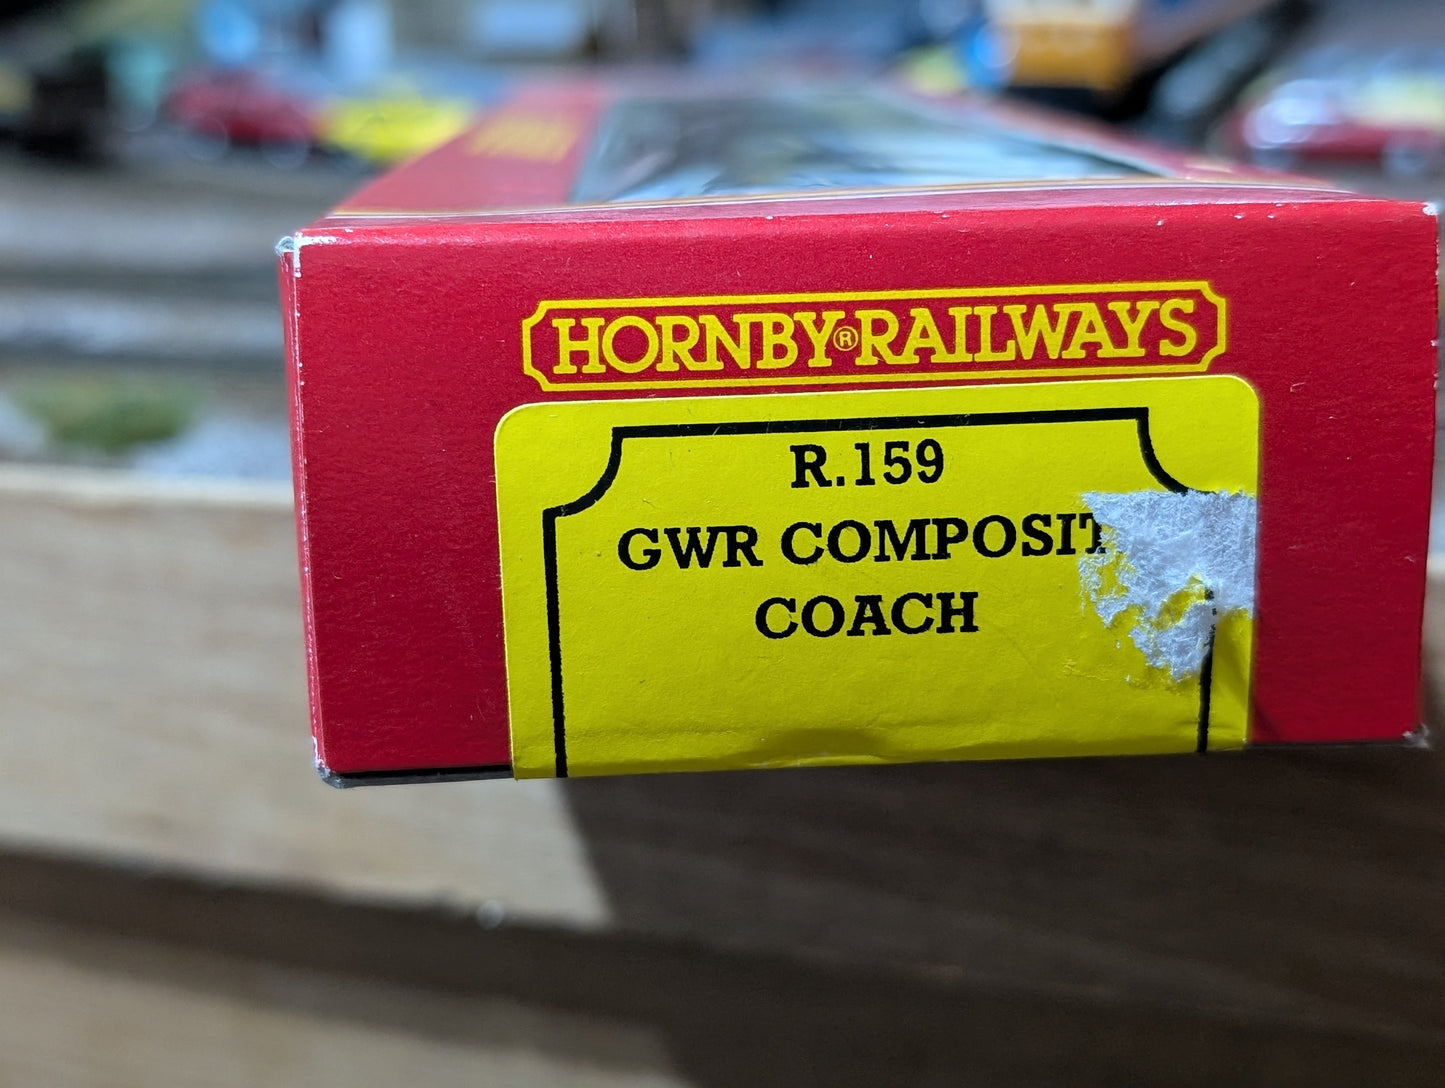 HORNBY® RAILWAYS
R.159
GWR COMPOSIT
COACH